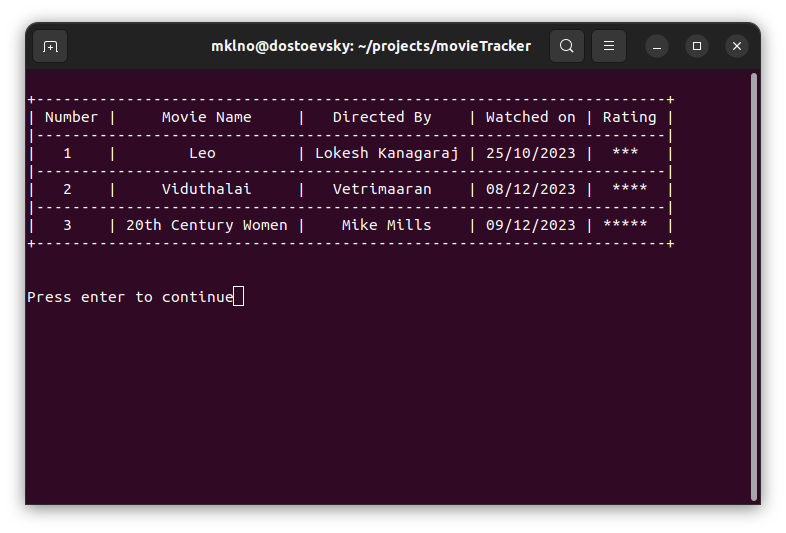 mklno@dostoevsky: ~/projects/movieTracker
+----------------------------------------------------------------------+
| Number |     Movie Name     |   Directed By    | Watched on | Rating |
|----------------------------------------------------------------------|
|   1    |        Leo         | Lokesh Kanagaraj | 25/10/2023 |  ***   |
|----------------------------------------------------------------------|
|   2    |     Viduthalai     |   Vetrimaaran    | 08/12/2023 |  ****  |
|----------------------------------------------------------------------|
|   3    | 20th Century Women |    Mike Mills    | 09/12/2023 | *****  |
+----------------------------------------------------------------------+
Press enter to continue